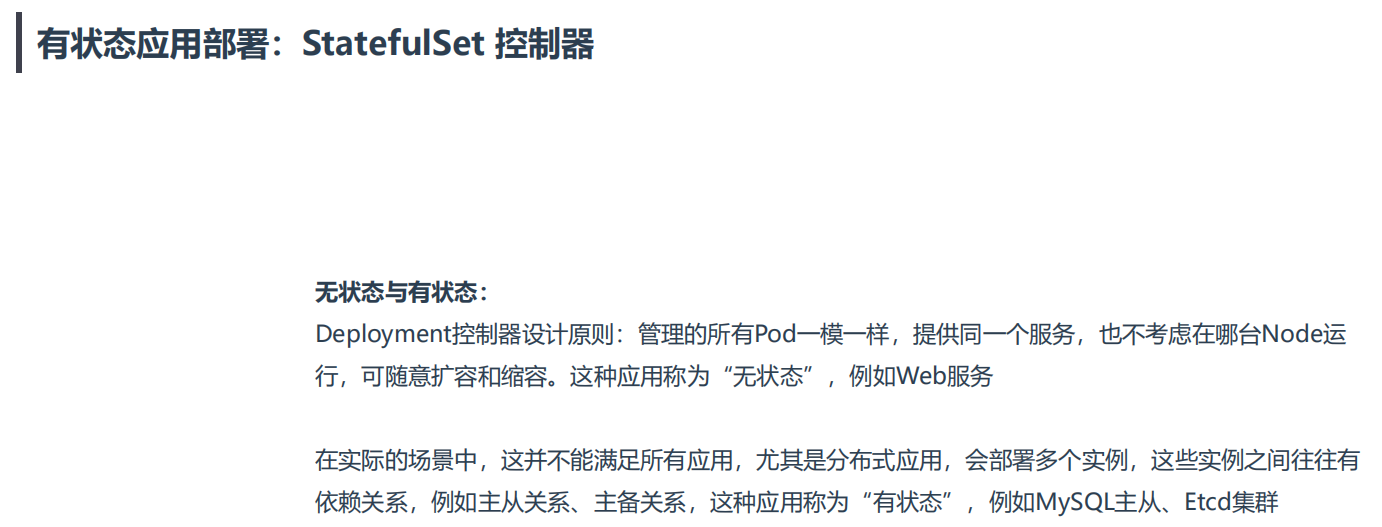 有状态应用部署：StatefulSet 控制器
无状态与有状态：
Deployment控制器设计原则：管理的所有Pod一模一样，提供同一个服务，也不考虑在哪台Node运
行，可随意扩容和缩容。这种应用称为“无状态”，例如Web服务
在实际的场景中，这并不能满足所有应用，尤其是分布式应用，会部署多个实例，这些实例之间往往有
依赖关系，例如主从关系、主备关系，这种应用称为“有状态”，例如MySQL主从、Etcd集群